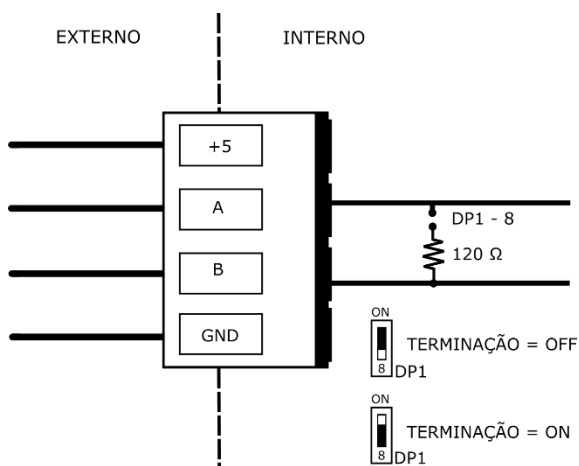 EXTERNO
INTERNO
+5
A
B
GND
DP1 - 8
120 Ω
ON
8
DP1
TERMINAÇÃO = OFF
ON
8
DP1
TERMINAÇÃO = ON